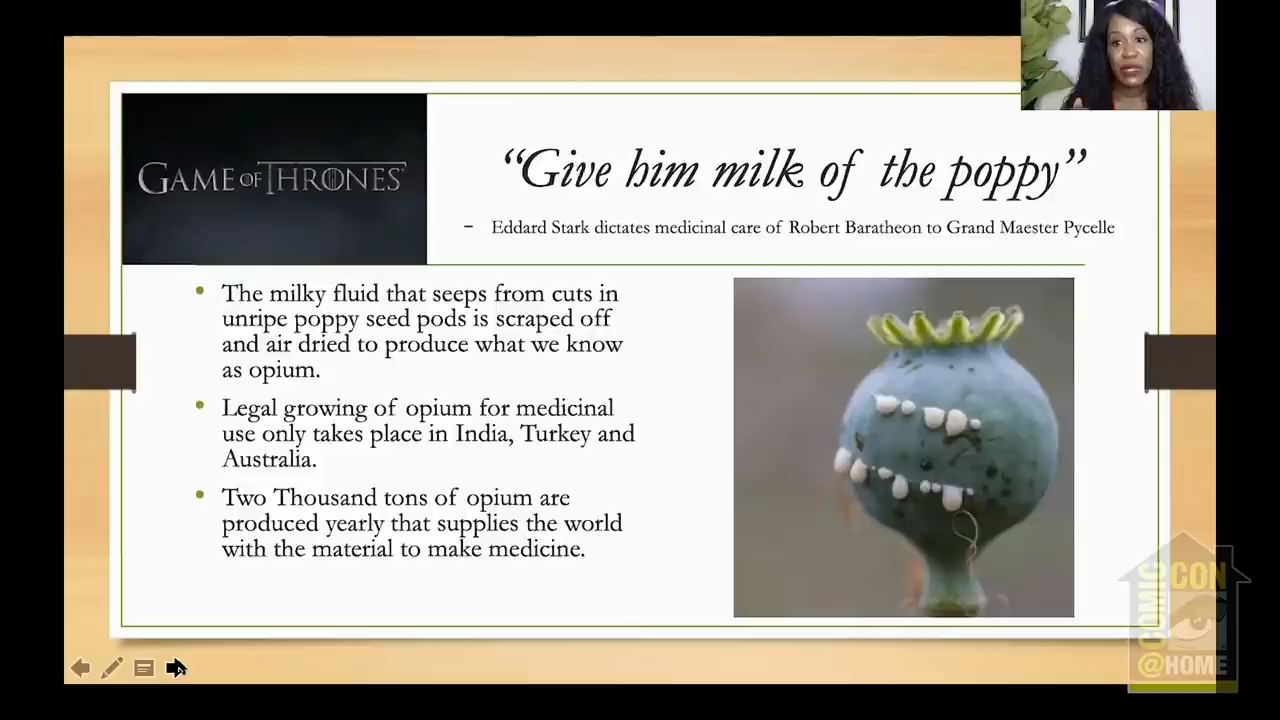 GAME OF THRONES
“Give him milk of the poppy”
- Eddard Stark dictates medicinal care of Robert Baratheon to Grand Maester Pycelle
• The milky fluid that seeps from cuts in
unripe poppy seed pods is scraped off
and air dried to produce what we know
as opium.
• Legal growing of opium for medicinal
use only takes place in India, Turkey and
Australia.
• Two Thousand tons of opium are
produced yearly that supplies the world
with the material to make medicine.
COMIC
CON
@HOME